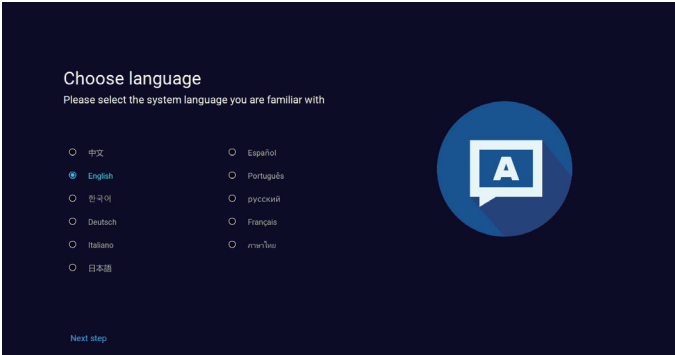 Choose language
Please select the system language you are familiar with
中文
English
한국어
Deutsch
Italiano
日本語
Español
Português
русский
Français
ภาษาไทย
A
Next step